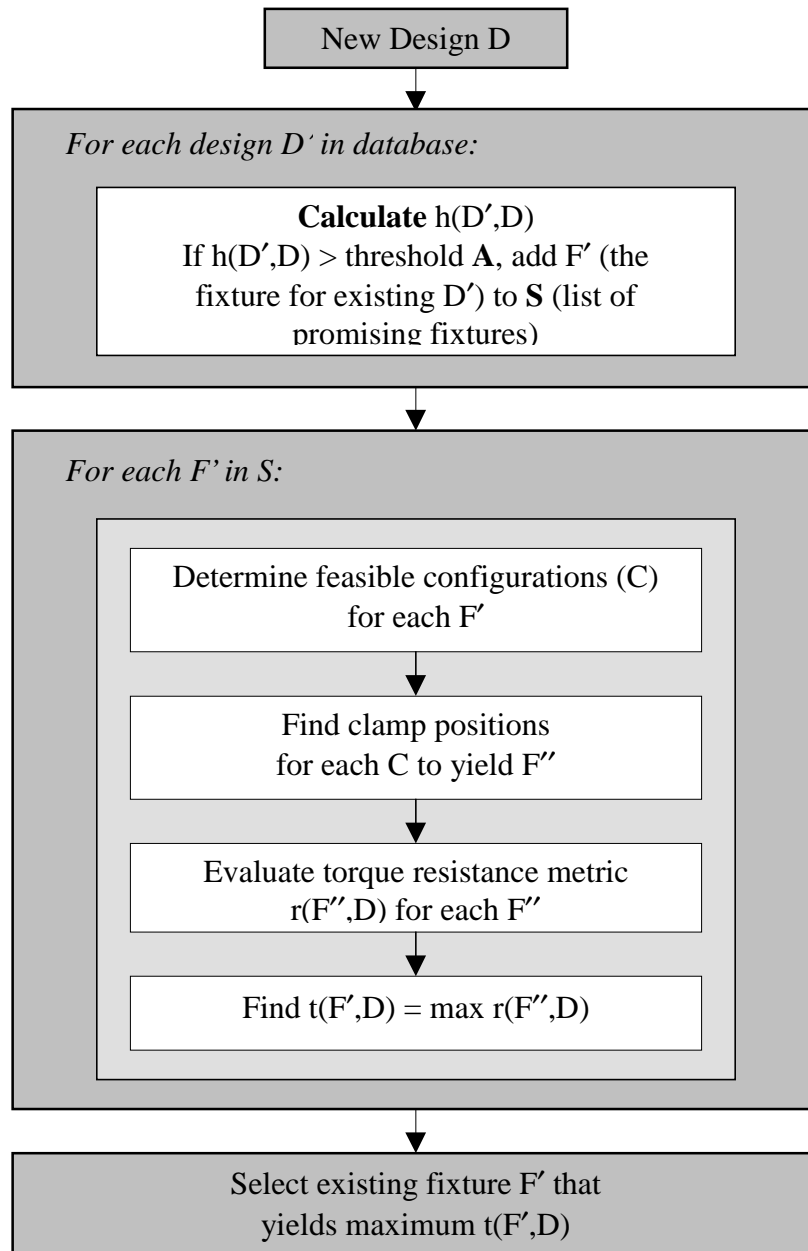 New Design D
For each design D′ in database:
Calculate h(D′,D)
If h(D′,D) > threshold A, add F′ (the
fixture for existing D′) to S (list of
promising fixtures)
For each F’ in S:
Determine feasible configurations (C)
for each F′
Find clamp positions
for each C to yield F′′
Evaluate torque resistance metric
r(F′′,D) for each F′′
Find t(F′,D) = max r(F′′,D)
Select existing fixture F′ that
yields maximum t(F′,D)